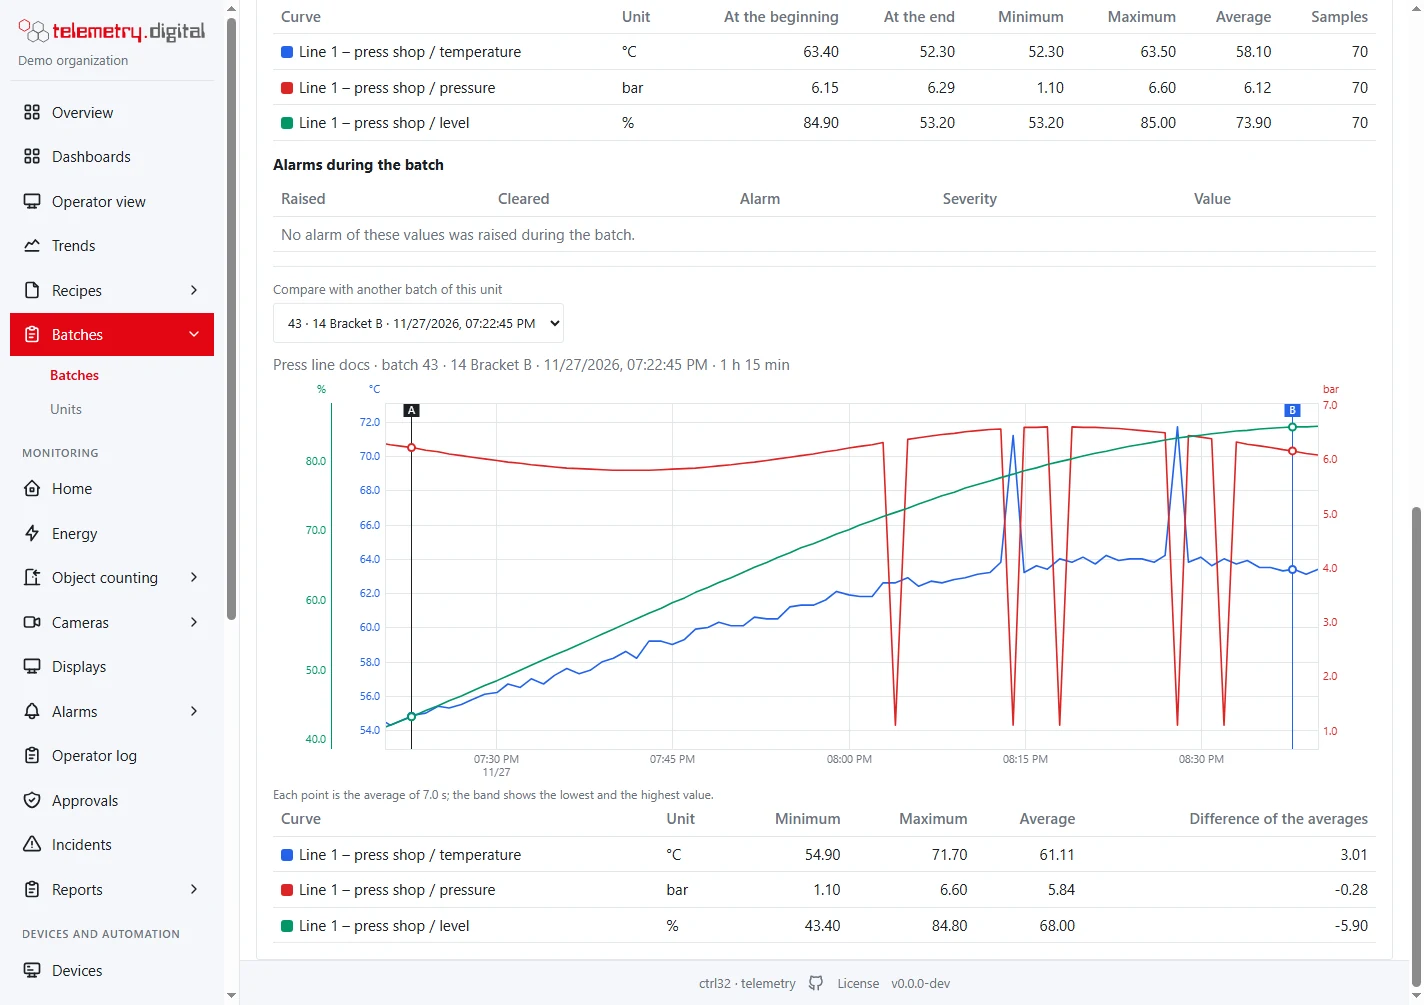 telemetry.digital
Demo organization
Overview
Dashboards
Operator view
Trends
Recipes
Batches
Batches
Units
MONITORING
Home
Energy
Object counting
Cameras
Displays
Alarms
Operator log
Approvals
Incidents
Reports
DEVICES AND AUTOMATION
Devices
Curve Unit At the beginning At the end Minimum Maximum Average Samples
Line 1 – press shop / temperature °C 63.40 52.30 52.30 63.50 58.10 70
Line 1 – press shop / pressure bar 6.15 6.29 1.10 6.60 6.12 70
Line 1 – press shop / level % 84.90 53.20 53.20 85.00 73.90 70
Alarms during the batch
Raised Cleared Alarm Severity Value
No alarm of these values was raised during the batch.
Compare with another batch of this unit
43 · 14 Bracket B · 11/27/2026, 07:22:45 PM
Press line docs · batch 43 · 14 Bracket B · 11/27/2026, 07:22:45 PM · 1 h 15 min
% °C bar
A B
80.0
70.0
60.0
50.0
40.0
72.0
70.0
68.0
66.0
64.0
62.0
60.0
58.0
56.0
54.0
7.0
6.0
5.0
4.0
3.0
2.0
1.0
07:30 PM 07:45 PM 08:00 PM 08:15 PM 08:30 PM
11/27
Each point is the average of 7.0 s; the band shows the lowest and the highest value.
Curve Unit Minimum Maximum Average Difference of the averages
Line 1 – press shop / temperature °C 54.90 71.70 61.11 3.01
Line 1 – press shop / pressure bar 1.10 6.60 5.84 -0.28
Line 1 – press shop / level % 43.40 84.80 68.00 -5.90
ctrl32 · telemetry License v0.0.0-dev